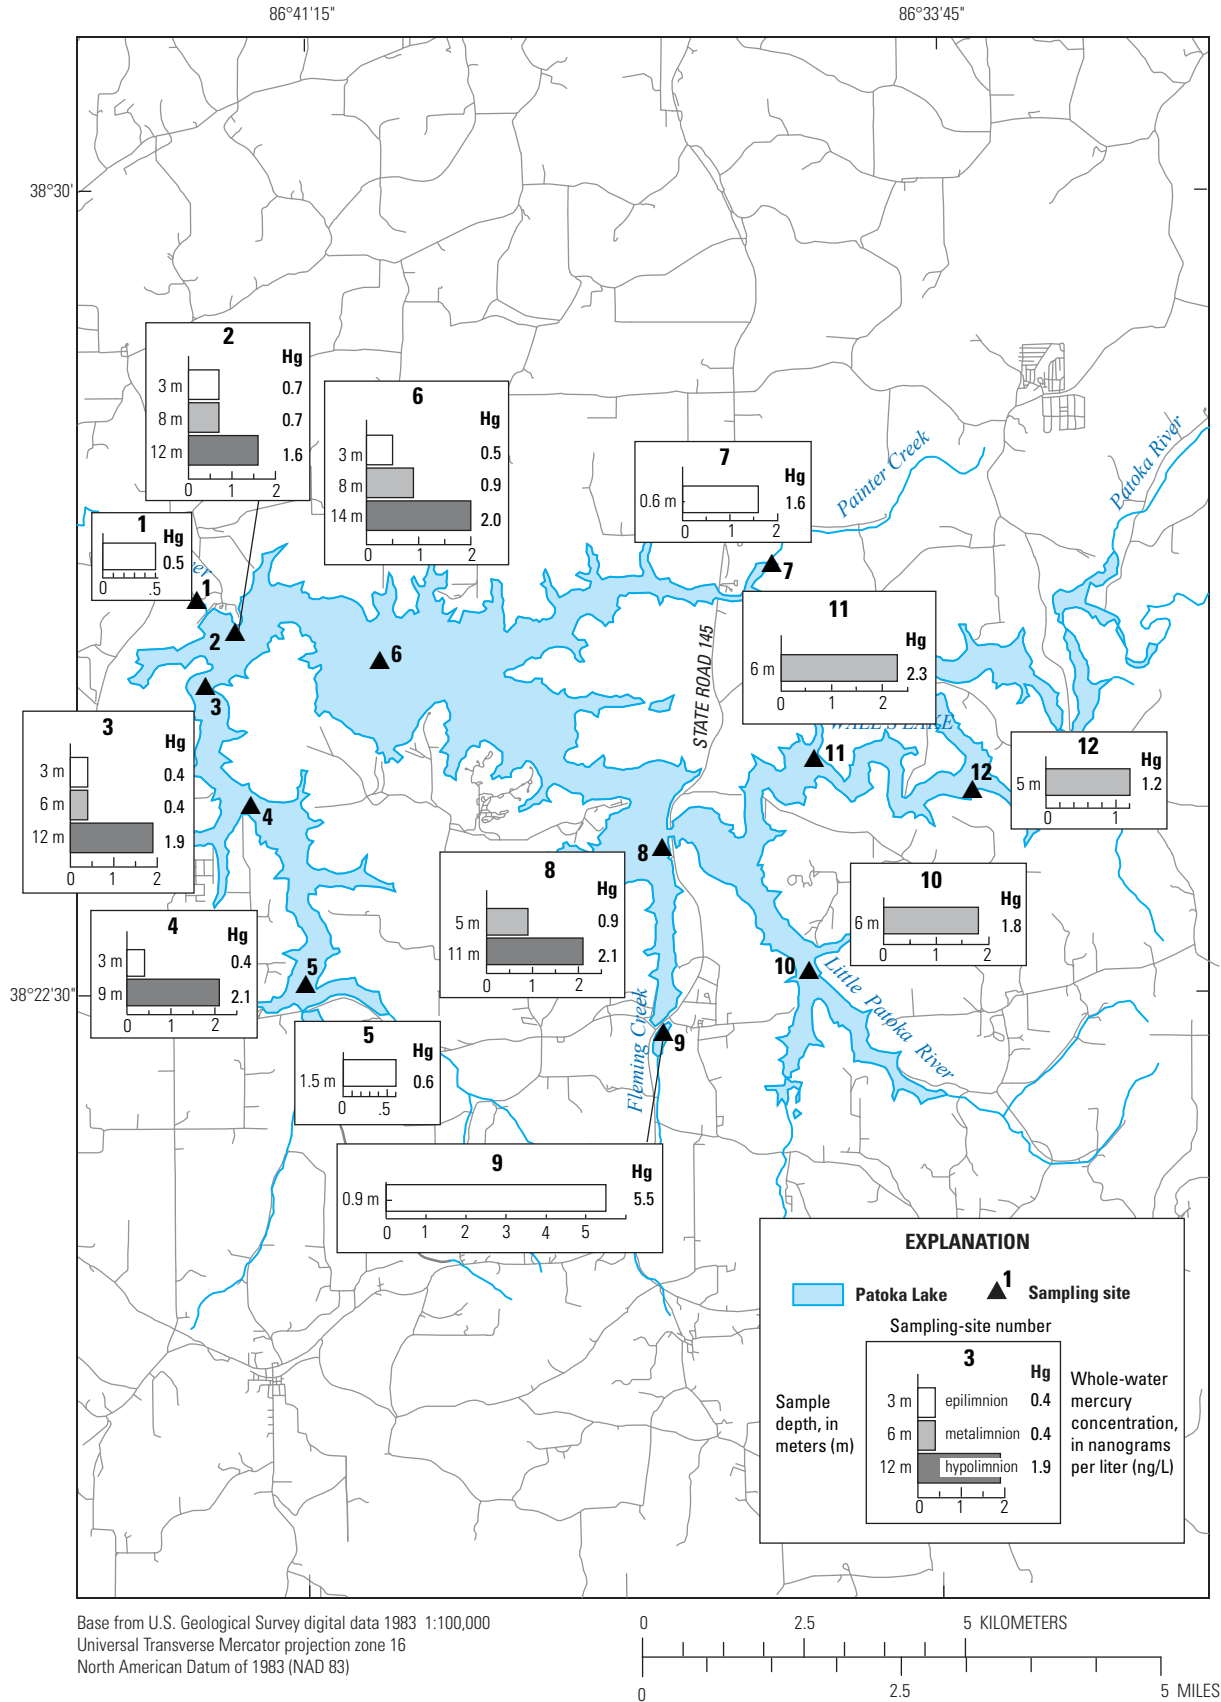 86°41'15"
86°33'45"
38°30'
2
Hg
3 m
0.7
8 m
0.7
12 m
1.6
0 1 2
6
Hg
3 m
0.5
8 m
0.9
14 m
2.0
0 1 2
7
Hg
0.6 m
1.6
0 1 2
Painter Creek
Patoka River
1
Hg
0.5
0 .5
er
1
2
6
7
3
STATE ROAD 145
11
Hg
6 m
2.3
0 1 2
WALL'S LAKE
11
12
3
Hg
3 m
0.4
6 m
0.4
12 m
1.9
0 1 2
4
12
Hg
5 m
1.2
0 1
8
8
Hg
5 m
0.9
11 m
2.1
0 1 2
10
Hg
6 m
1.8
0 1 2
4
Hg
3 m
0.4
9 m
2.1
0 1 2
38°22'30"
5
10
Little Patoka River
Fleming Creek
9
5
Hg
1.5 m
0.6
0 .5
9
Hg
0.9 m
5.5
0 1 2 3 4 5
EXPLANATION
Patoka Lake
1
Sampling site
Sampling-site number
3
Hg
3 m epilimnion 0.4
6 m metalimnion 0.4
12 m hypolimnion 1.9
0 1 2
Sample
depth, in
meters (m)
Whole-water
mercury
concentration,
in nanograms
per liter (ng/L)
Base from U.S. Geological Survey digital data 1983 1:100,000
Universal Transverse Mercator projection zone 16
North American Datum of 1983 (NAD 83)
0 2.5 5 KILOMETERS
0 2.5 5 MILES